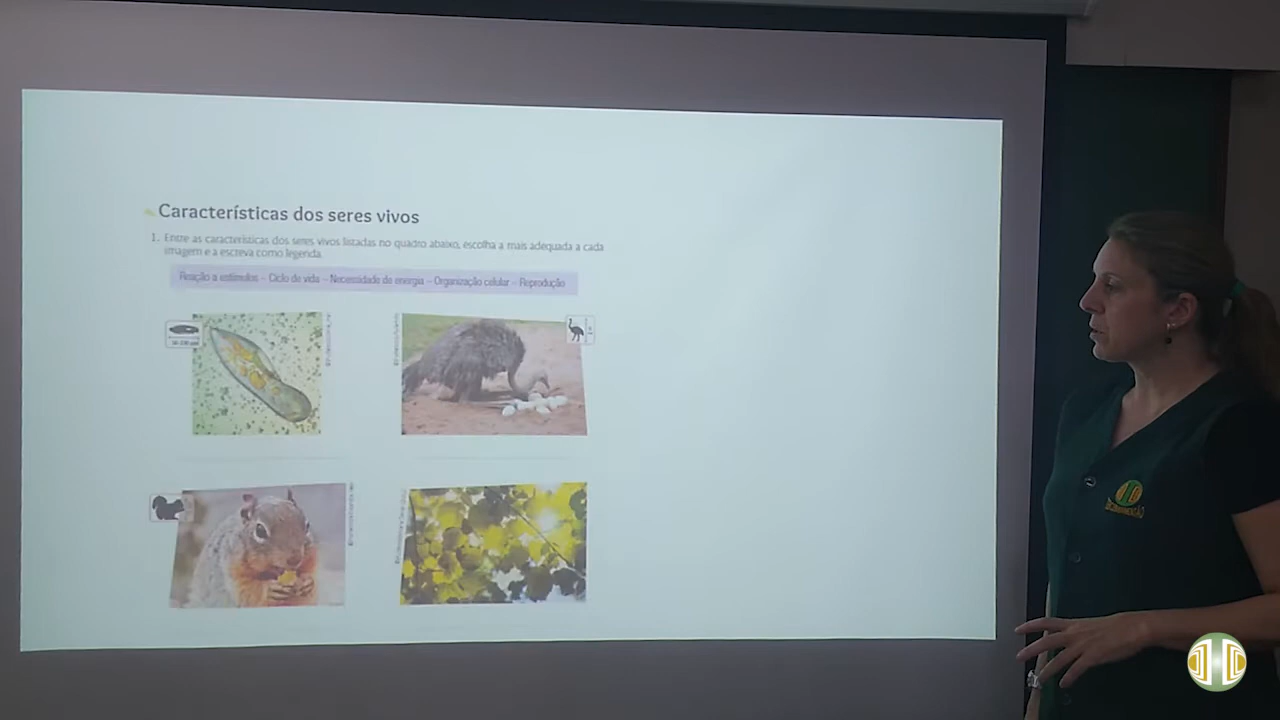 Características dos seres vivos
1. Entre as características dos seres vivos listadas no quadro abaixo, escolha a mais adequada a cada
imagem e a escreva como legenda.
Reação a estímulos – Ciclo de vida – Necessidade de energia – Organização celular – Reprodução